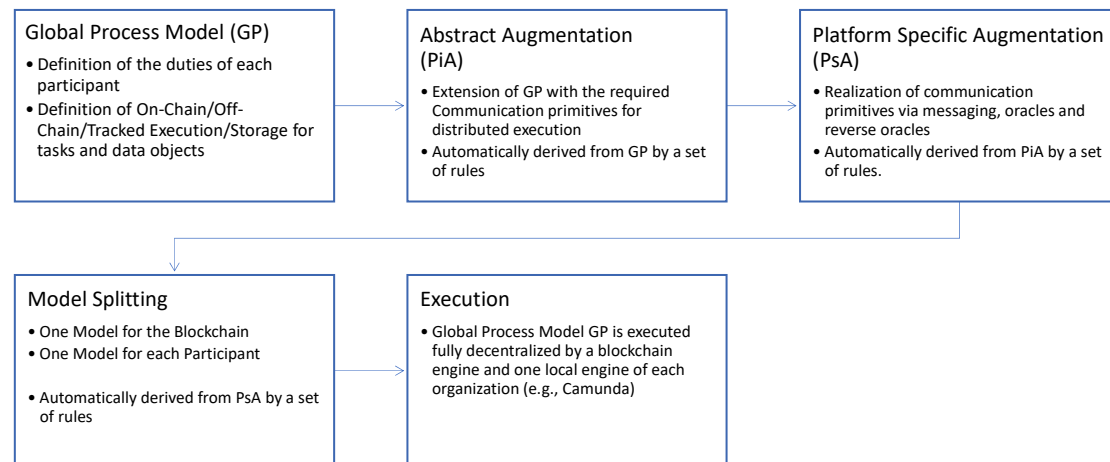 Global Process Model (GP)
• Definition of the duties of each
participant
• Definition of On-Chain/Off-
Chain/Tracked Execution/Storage for
tasks and data objects
Abstract Augmentation
(PiA)
• Extension of GP with the required
Communication primitives for
distributed execution
• Automatically derived from GP by a set
of rules
Platform Specific Augmentation
(PsA)
• Realization of communication
primitives via messaging, oracles and
reverse oracles
• Automatically derived from PiA by a set
of rules.
Model Splitting
• One Model for the Blockchain
• One Model for each Participant
• Automatically derived from PsA by a set
of rules
Execution
• Global Process Model GP is executed
fully decentralized by a blockchain
engine and one local engine of each
organization (e.g., Camunda)